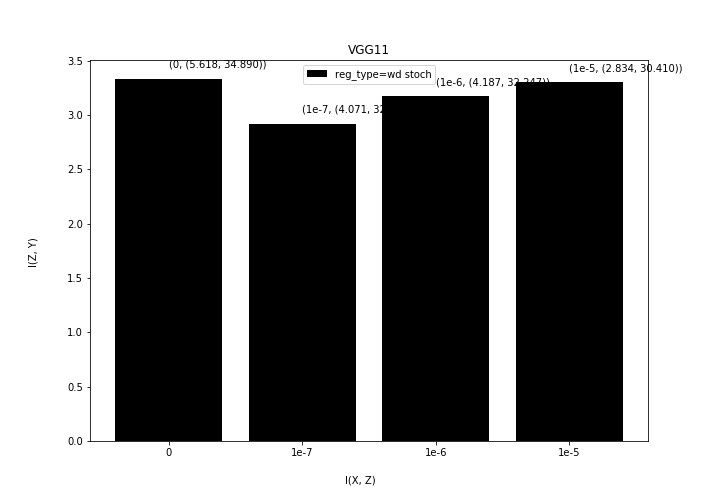 VGG11
(0, (5.618, 34.890))
(1e-7, (4.071, 32
(1e-6, (4.187, 32.247))
(1e-5, (2.834, 30.410))
reg_type=wd stoch
I(Z, Y)
3.5
3.0
2.5
2.0
1.5
1.0
0.5
0.0
0 1e-7 1e-6 1e-5
I(X, Z)